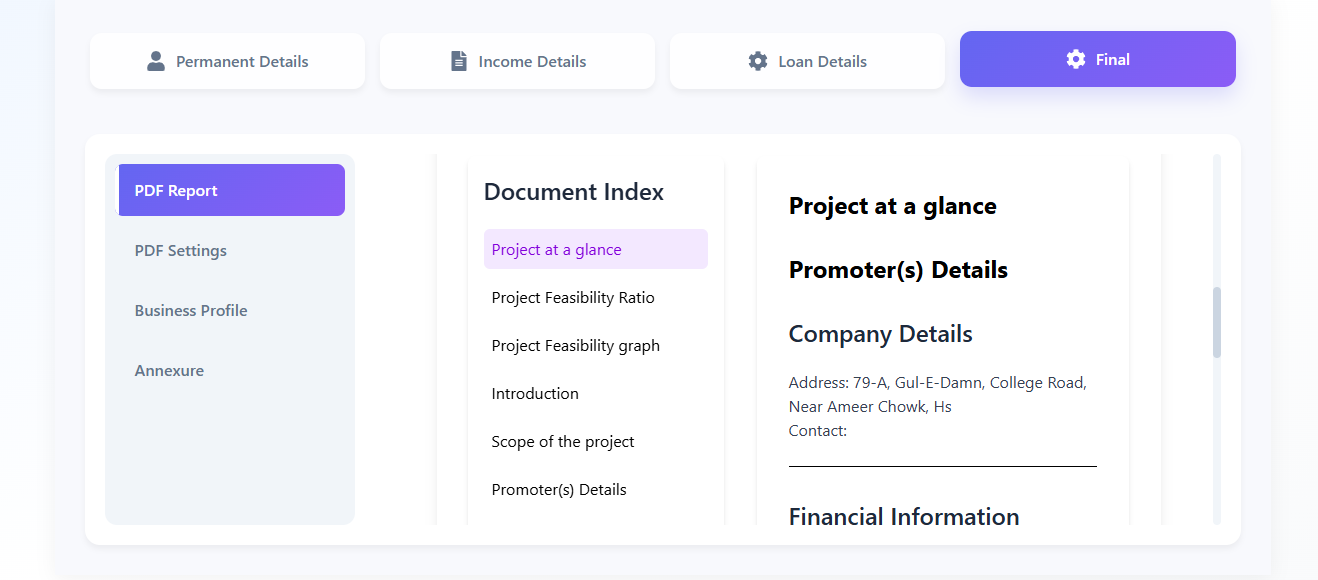 Permanent Details
Income Details
Loan Details
Final
PDF Report
PDF Settings
Business Profile
Annexure
Document Index
Project at a glance
Project Feasibility Ratio
Project Feasibility graph
Introduction
Scope of the project
Promoter(s) Details
Project at a glance
Promoter(s) Details
Company Details
Address: 79-A, Gul-E-Damn, College Road,
Near Ameer Chowk, Hs
Contact:
Financial Information